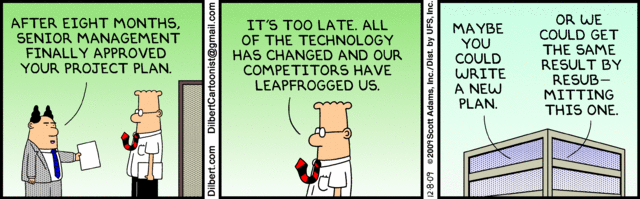 AFTER EIGHT MONTHS,
SENIOR MANAGEMENT
FINALLY APPROVED
YOUR PROJECT PLAN.
Dilbert.com DilbertCartoonist@gmail.com
IT'S TOO LATE. ALL
OF THE TECHNOLOGY
HAS CHANGED AND OUR
COMPETITORS HAVE
LEAPFROGGED US.
12-8-09 ©2009 Scott Adams, Inc./Dist. by UFS, Inc.
MAYBE
YOU
COULD
WRITE
A NEW
PLAN.
OR WE
COULD GET
THE SAME
RESULT BY
RESUB-
MITTING
THIS ONE.